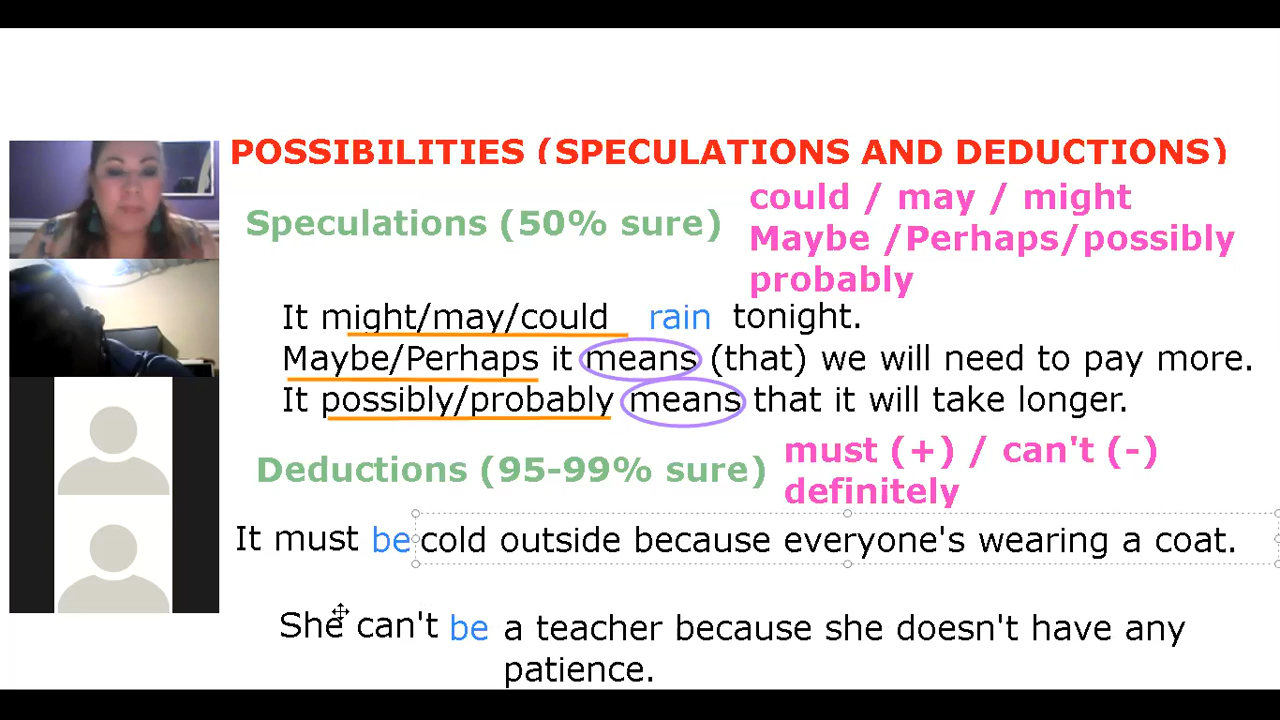 POSSIBILITIES (SPECULATIONS AND DEDUCTIONS)
Speculations (50% sure)
could / may / might
Maybe /Perhaps/possibly
probably
It might/may/could rain tonight.
Maybe/Perhaps it means (that) we will need to pay more.
It possibly/probably means that it will take longer.
Deductions (95-99% sure)
must (+) / can't (-)
definitely
It must be cold outside because everyone's wearing a coat.
She can't be a teacher because she doesn't have any
patience.